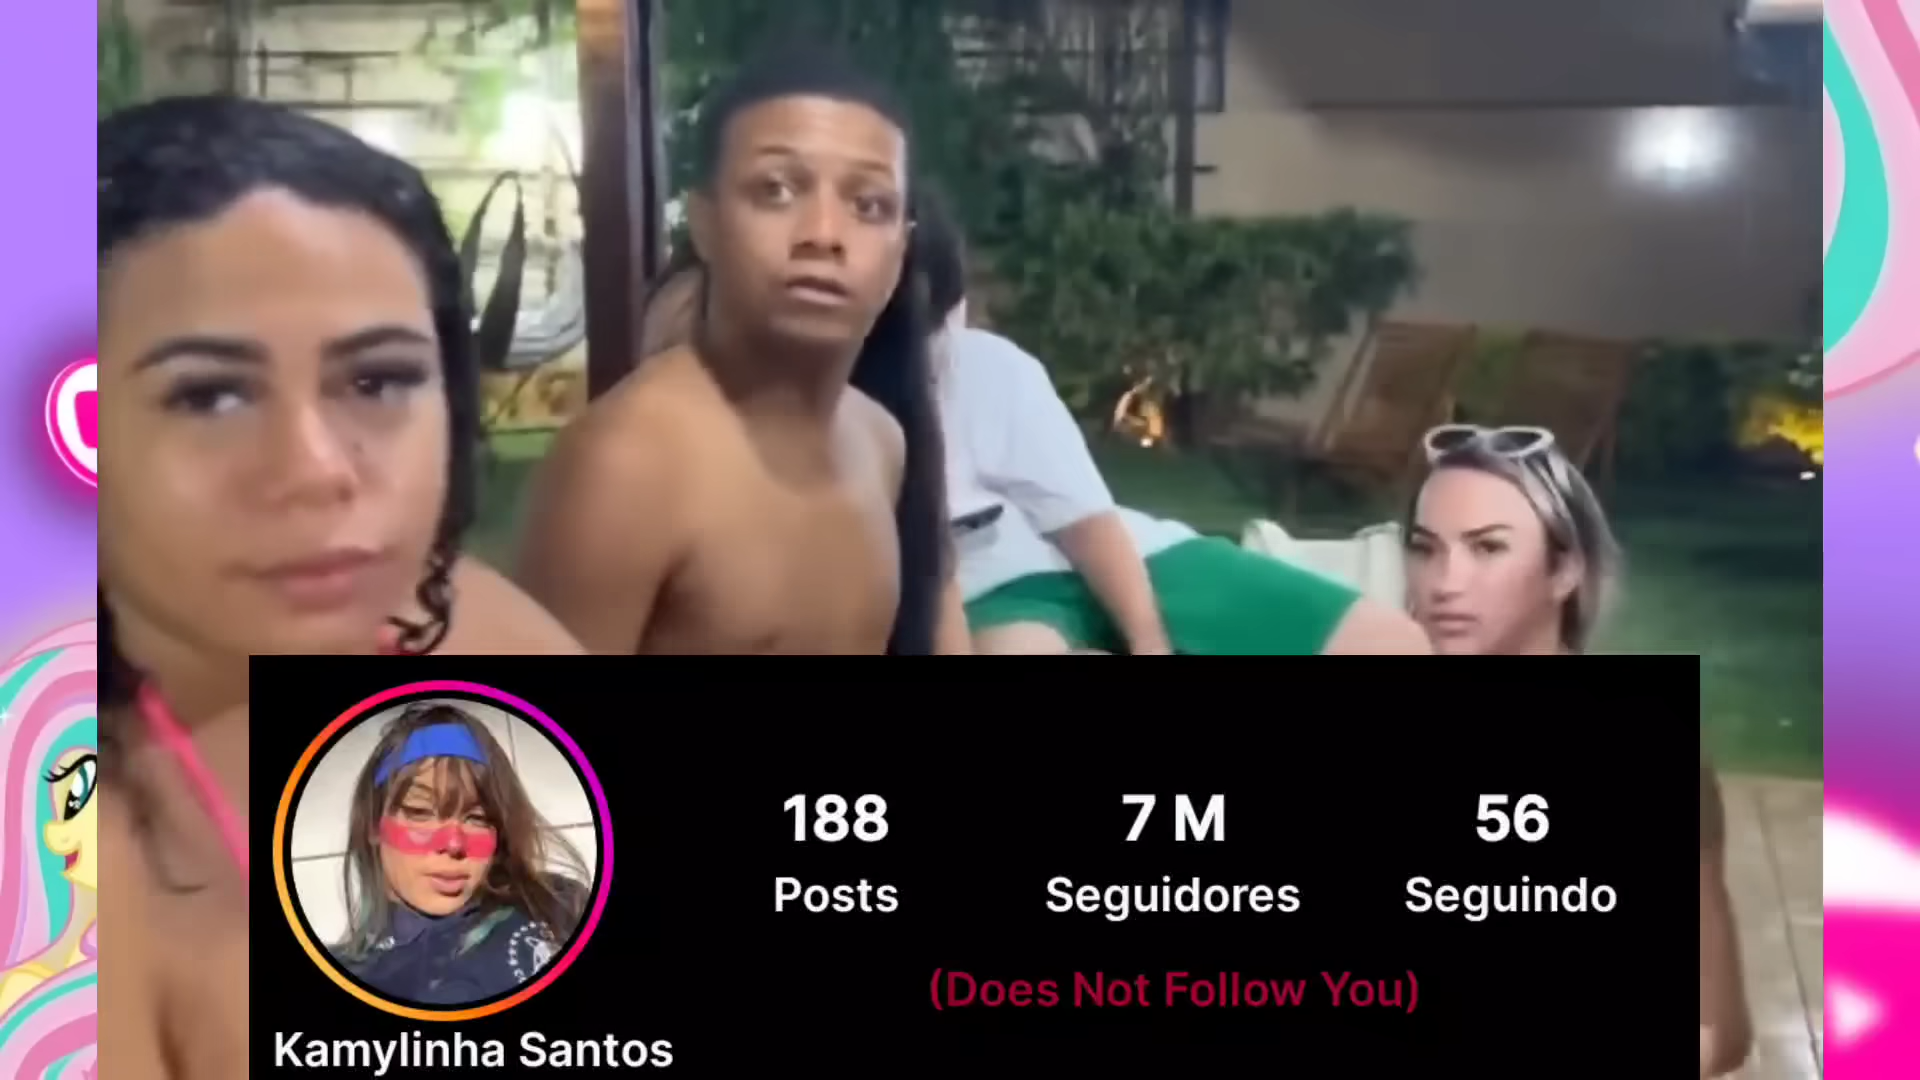 188
7 M
56
Posts
Seguidores
Seguindo
(Does Not Follow You)
Kamylinha Santos